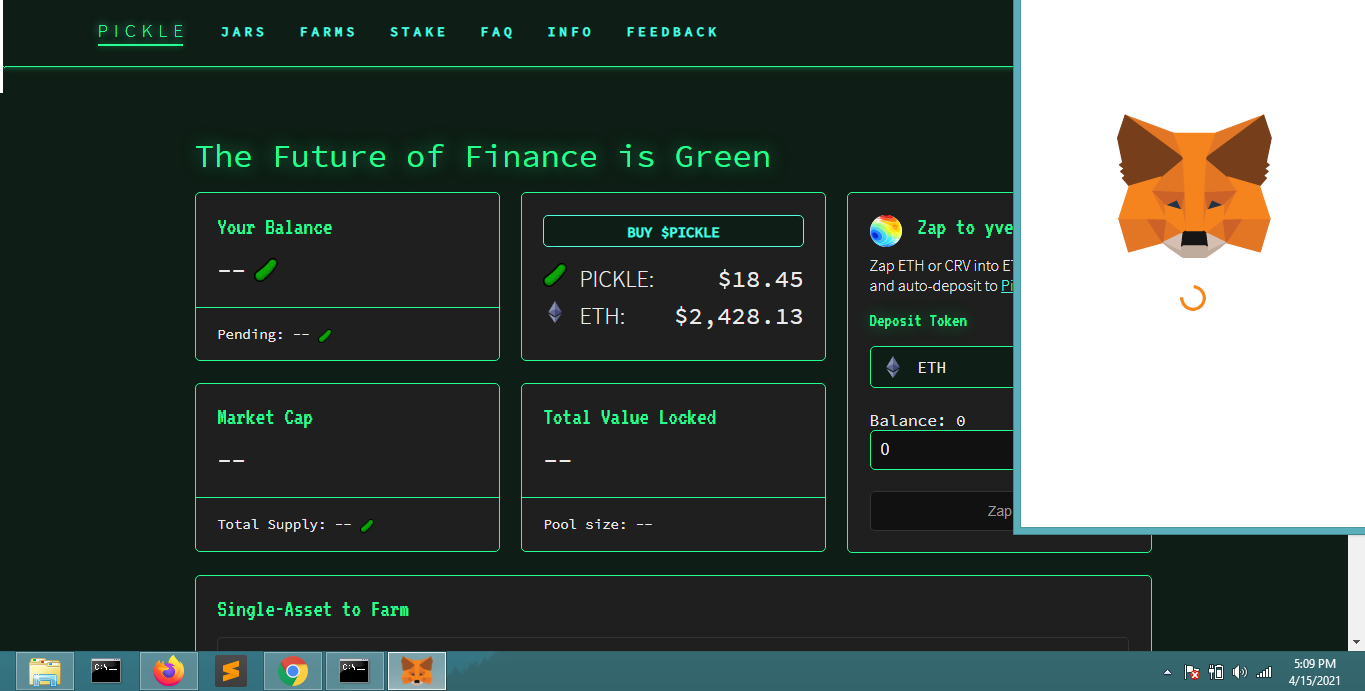 PICKLE JARS FARMS STAKE FAQ INFO FEEDBACK
The Future of Finance is Green
Your Balance
--
Pending: --
BUY $PICKLE
PICKLE: $18.45
ETH: $2,428.13
Market Cap
--
Total Supply: --
Total Value Locked
--
Pool size: --
Zap to yve
Zap ETH or CRV into ET
and auto-deposit to Pi
Deposit Token
ETH
Balance: 0
0
Zap
Single-Asset to Farm
C:\
C:\
5:09 PM
4/15/2021